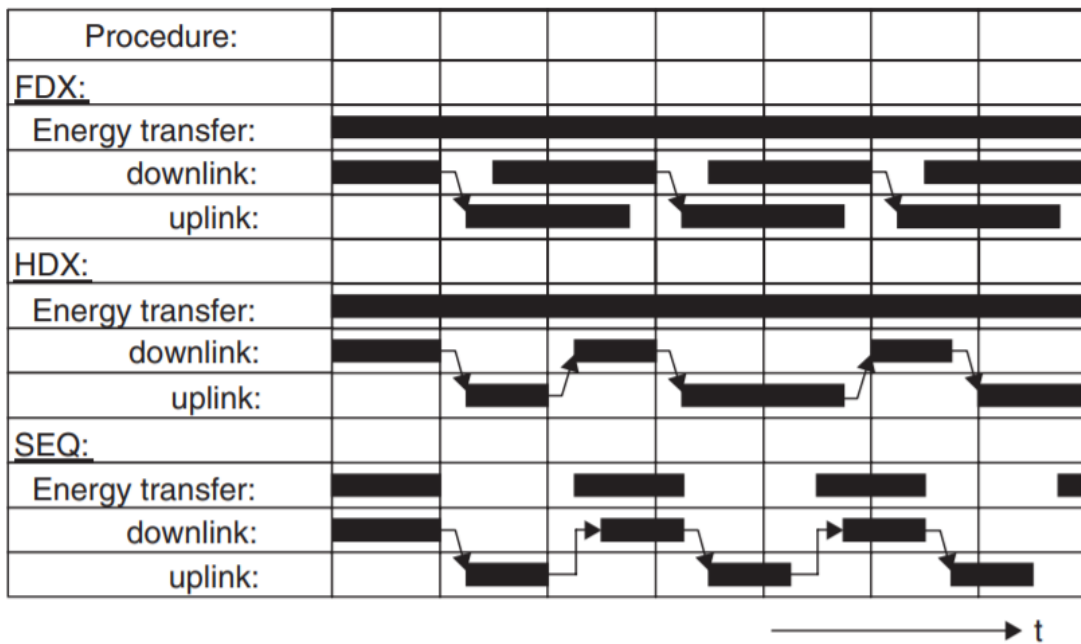 Procedure:
FDX:
Energy transfer:
downlink:
uplink:
HDX:
Energy transfer:
downlink:
uplink:
SEQ:
Energy transfer:
downlink:
uplink:
t